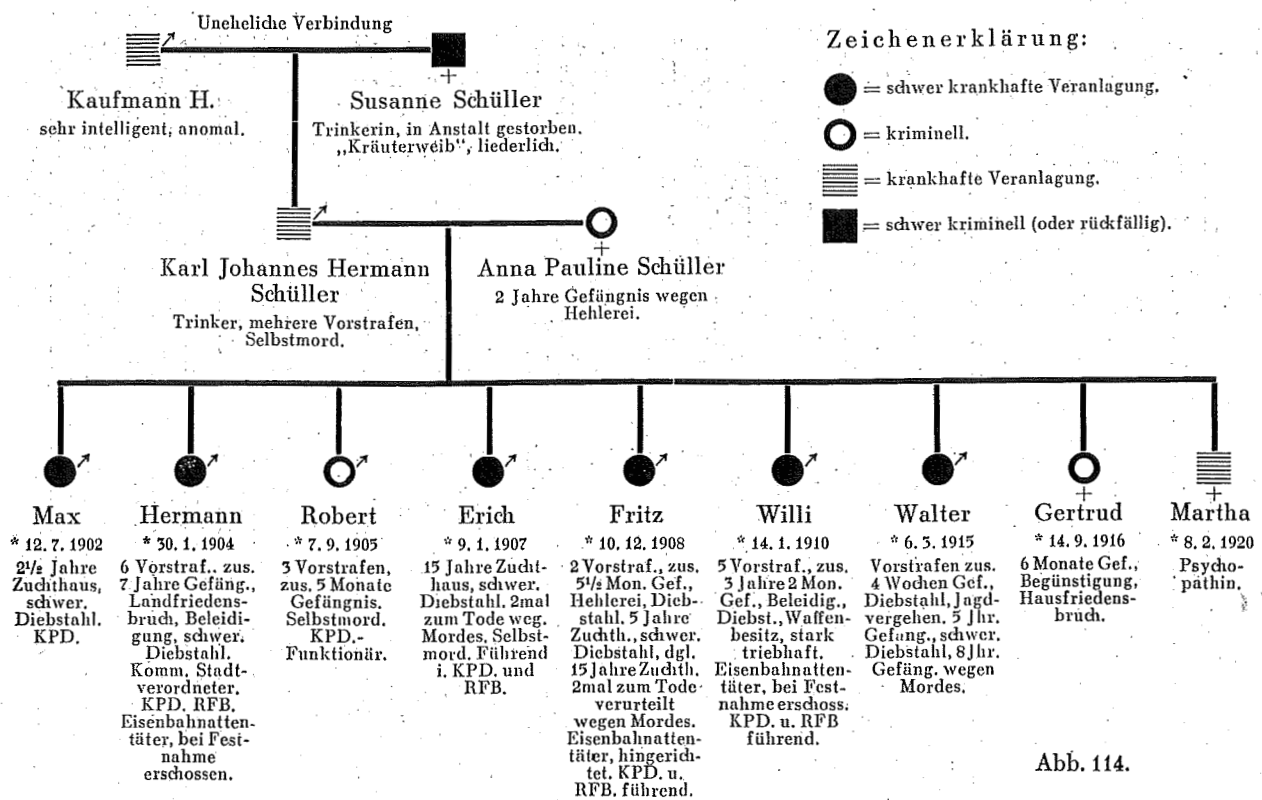 Uneheliche Verbindung
Kaufmann H.
sehr intelligent, anomal.
Susanne Schüller
Trinkerin, in Anstalt gestorben.
„Kräuterweib", liederlich.
Zeichenerklärung:
= schwer krankhafte Veranlagung.
= kriminell.
= krankhafte Veranlagung.
= schwer kriminell (oder rückfällig).
Karl Johannes Hermann
Schüller
Trinker, mehrere Vorstrafen,
Selbstmord.
Anna Pauline Schüller
2 Jahre Gefängnis wegen
Hehlerei.
Max
* 12. 7. 1902
2½ Jahre
Zuchthaus,
schwer.
Diebstahl.
KPD.
Hermann
* 30. 1. 1904
6 Vorstraf.. zus.
7 Jahre Gefäng.,
Landfriedens-
bruch, Beleidi-
gung, schwer.
Diebstahl.
Komm. Stadt-
verordneter.
KPD. RFB.
Eisenbahnatten-
täter, bei Fest-
nahme
erschossen.
Robert
* 7. 9. 1905
3 Vorstrafen,
zus. 5 Monate
Gefängnis.
Selbstmord.
KPD.-
Funktionär.
Erich
* 9. 1. 1907
15 Jahre Zucht-
haus, schwer.
Diebstahl. 2mal
zum Tode weg.
Mordes, Selbst-
mord. Führend
i. KPD. und
RFB.
Fritz
* 10. 12. 1908
2 Vorstraf., zus.
5½ Mon. Gef.,
Hehlerei, Dieb-
stahl. 5 Jahre
Zuchth., schwer.
Diebstahl, dgl.
15 Jahre Zuchth.
2mal zum Tode
verurteilt
wegen Mordes.
Eisenbahnatten-
täter, hingerich-
tet. KPD. u.
RFB. führend.
Willi
* 14. 1. 1910
5 Vorstraf., zus.
3 Jahre 2 Mon.
Gef., Beleidig.,
Diebst., Waffen-
besitz, stark
triebhaft.
Eisenbahnatten-
täter, bei Fest-
nahme erschoss.
KPD. u. RFB
führend.
Walter
* 6. 3. 1915
Vorstrafen zus.
4 Wochen Gef.,
Diebstahl, Jagd-
vergehen. 5 Jhr.
Gefäng., schwer.
Diebstahl, 8 Jhr.
Gefäng. wegen
Mordes.
Gertrud
* 14. 9. 1916
6 Monate Gef.,
Begünstigung,
Hausfriedens-
bruch.
Martha
* 8. 2. 1920
Psycho-
pathin.
Abb. 114.